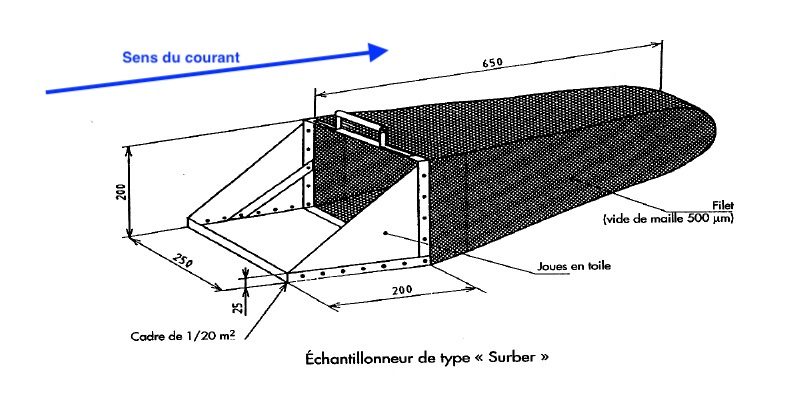 Sens du courant
650
200
250
25
200
Filet
(vide de maille 500 µm)
Joues en toile
Cadre de 1/20 m²
Échantillonneur de type « Surber »